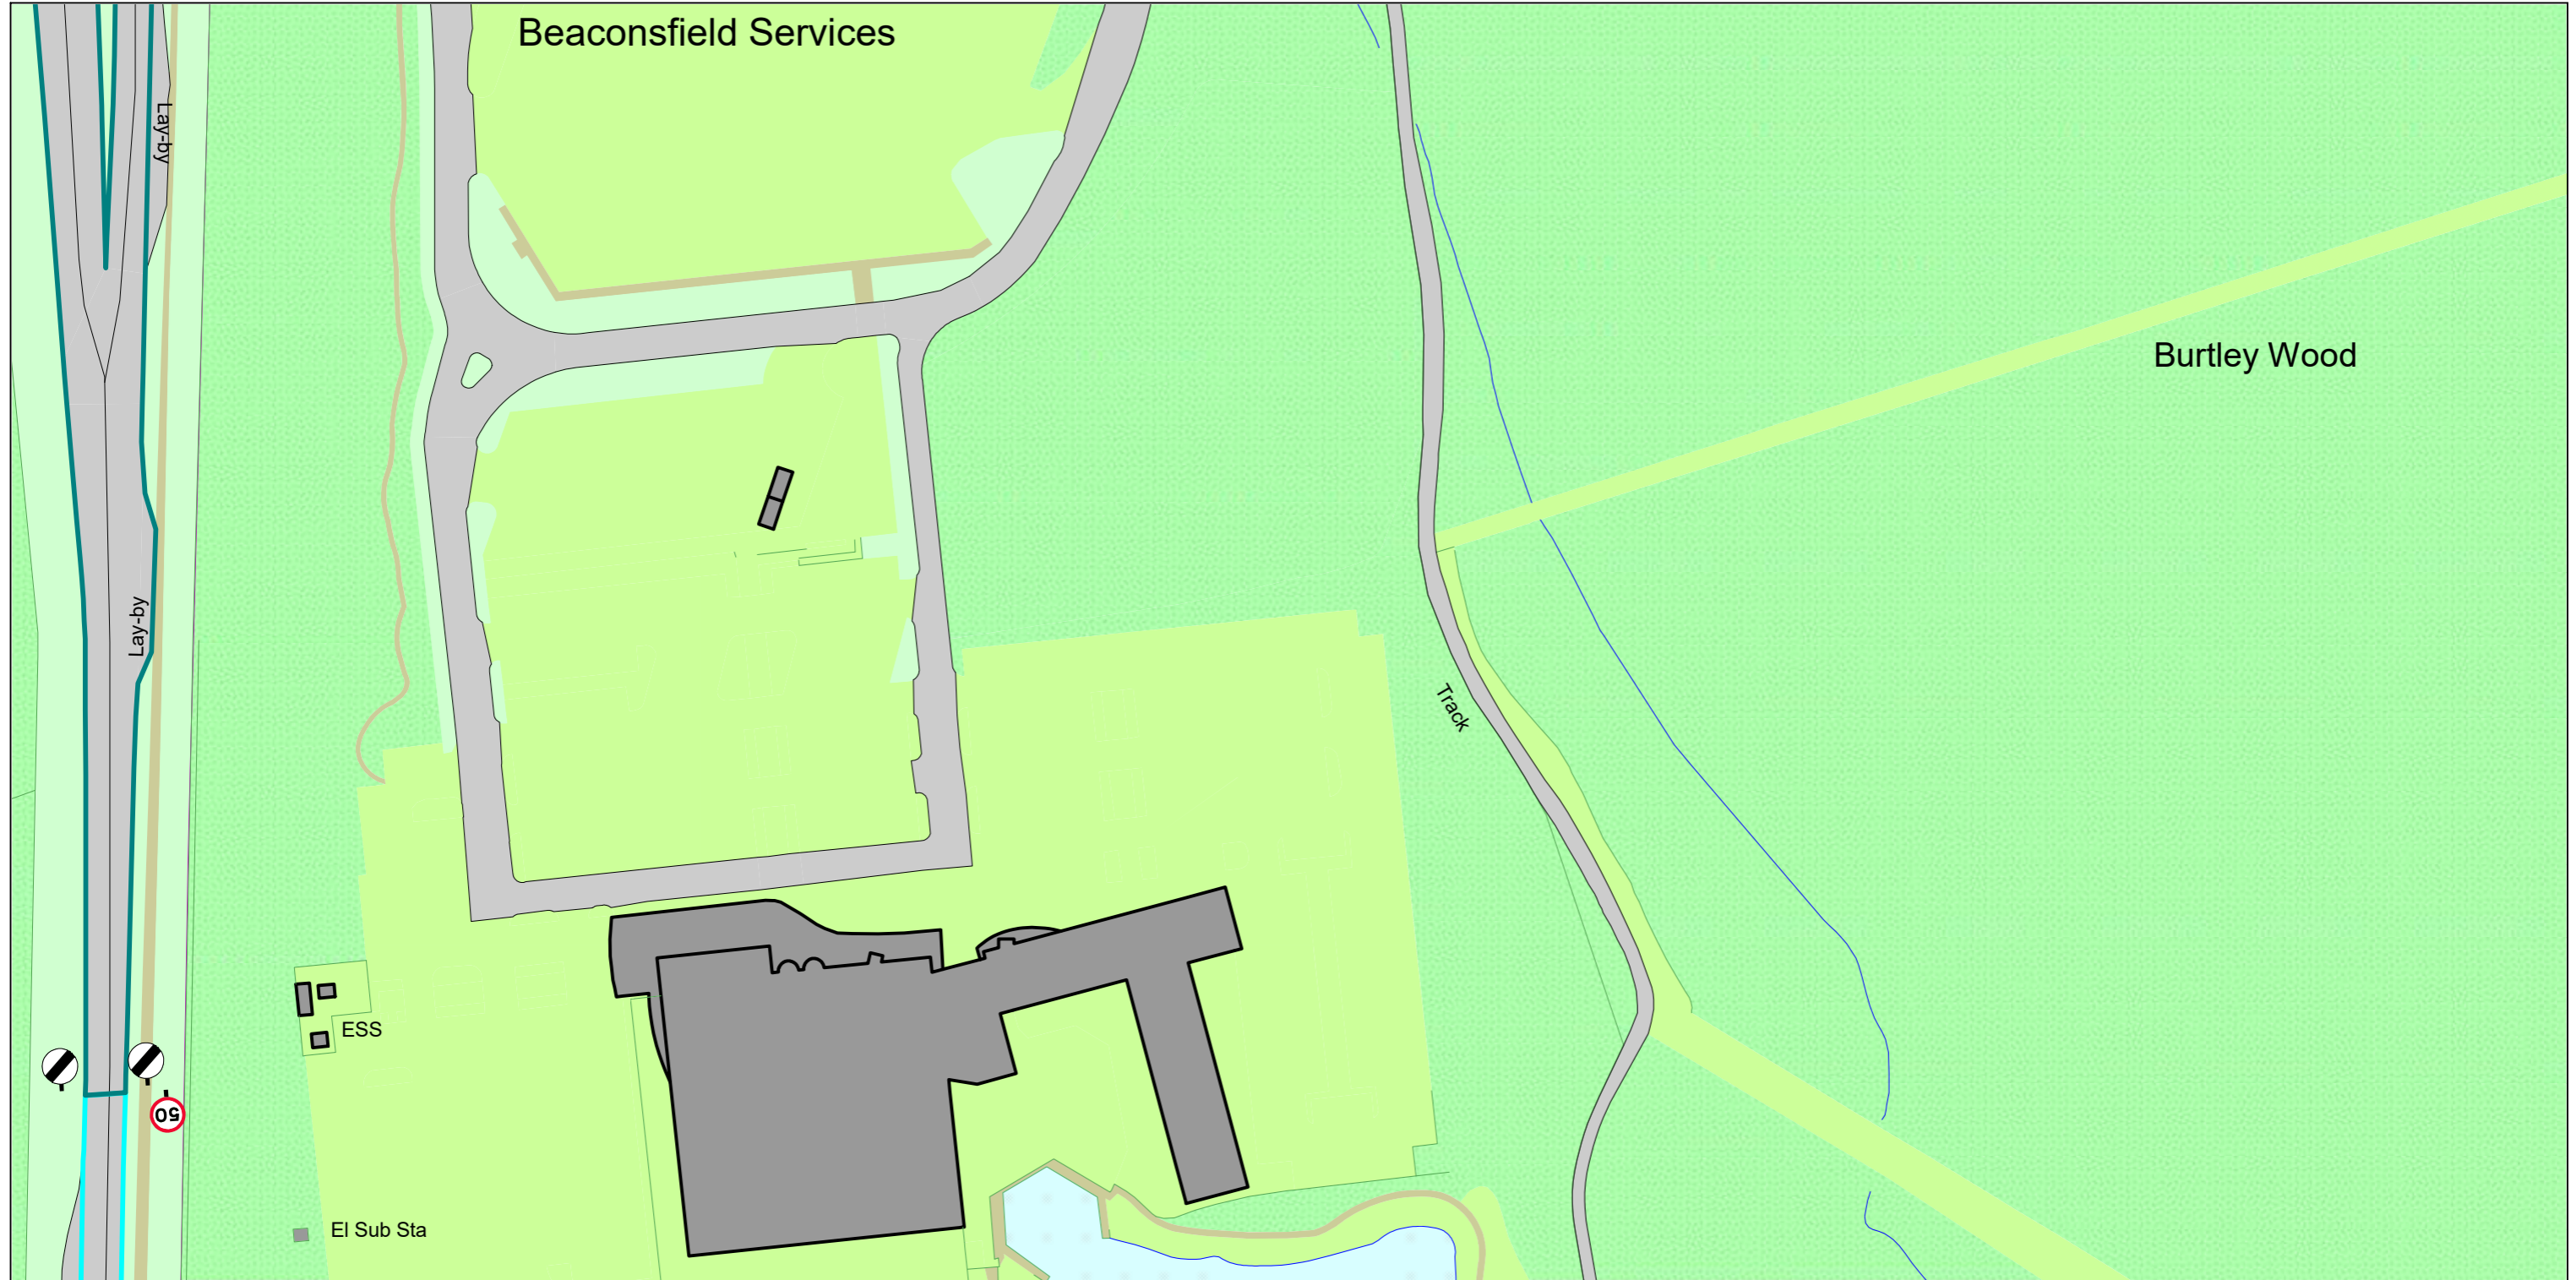 Beaconsfield Services
Lay-by
Burtley Wood
Lay-by
Track
ESS
50
El Sub Sta